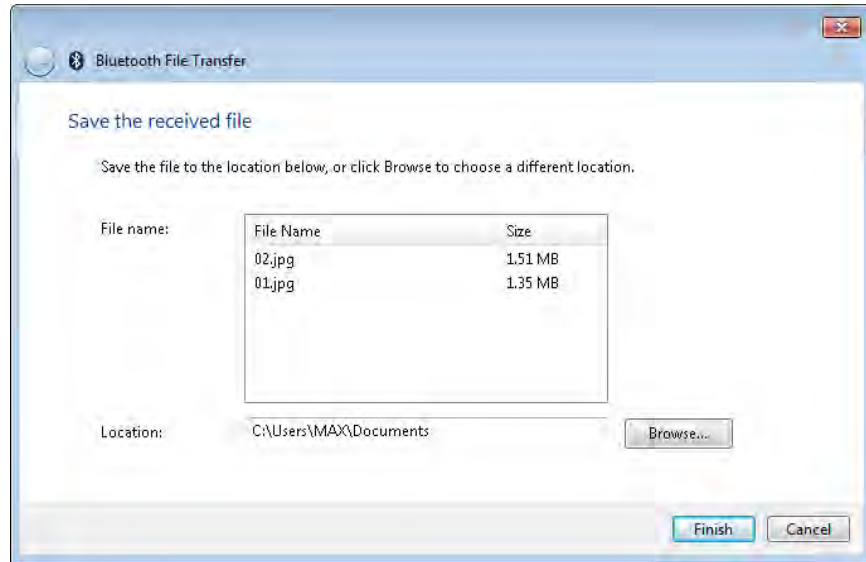 Bluetooth File Transfer
Save the received file
Save the file to the location below, or click Browse to choose a different location.
File name:
File Name Size
02.jpg 1.51 MB
01.jpg 1.35 MB
Location: C:\Users\MAX\Documents Browse...
Finish Cancel